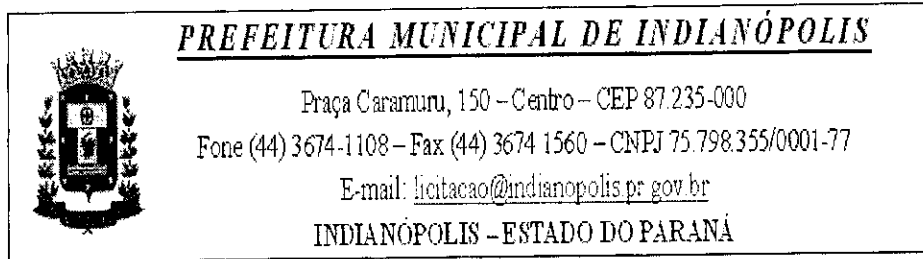 PREFEITURA MUNICIPAL DE INDIANÓPOLIS
Praça Caramuru, 150 – Centro – CEP 87.235-000
Fone (44) 3674-1108 – Fax (44) 3674 1560 – CNPJ 75.798.355/0001-77
E-mail: licitacao@indianopolis.pr.gov.br
INDIANÓPOLIS – ESTADO DO PARANÁ